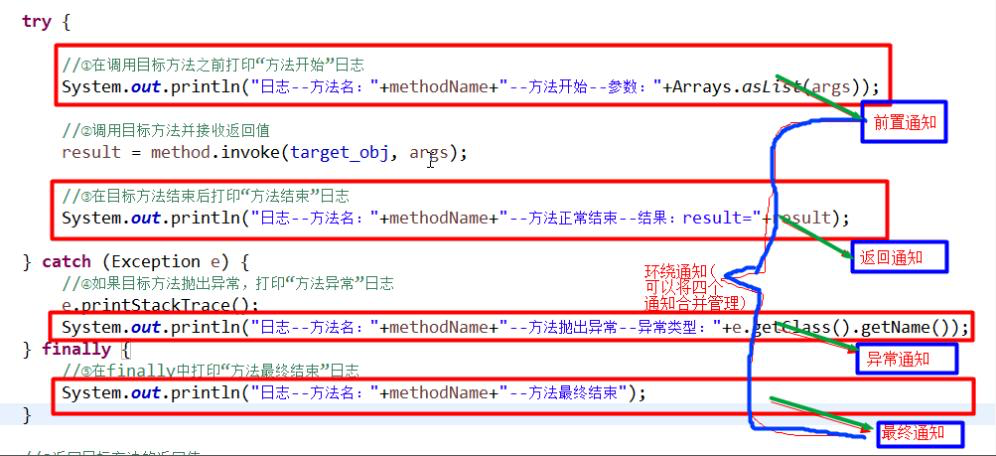 try {
//①在调用目标方法之前打印“方法开始”日志
System.out.println("日志--方法名："+methodName+"--方法开始--参数："+Arrays.asList(args));
前置通知
//②调用目标方法并接收返回值
result = method.invoke(target_obj, args);
//③在目标方法结束后打印“方法结束”日志
System.out.println("日志--方法名："+methodName+"--方法正常结束--结果：result="+result);
返回通知
} catch (Exception e) {
环绕通知（
可以将四个
通知合并管理）
//④如果目标方法抛出异常，打印“方法异常”日志
e.printStackTrace();
System.out.println("日志--方法名："+methodName+"--方法抛出异常--异常类型："+e.getClass().getName());
异常通知
} finally {
//⑤在finally中打印“方法最终结束”日志
System.out.println("日志--方法名："+methodName+"--方法最终结束");
}
最终通知